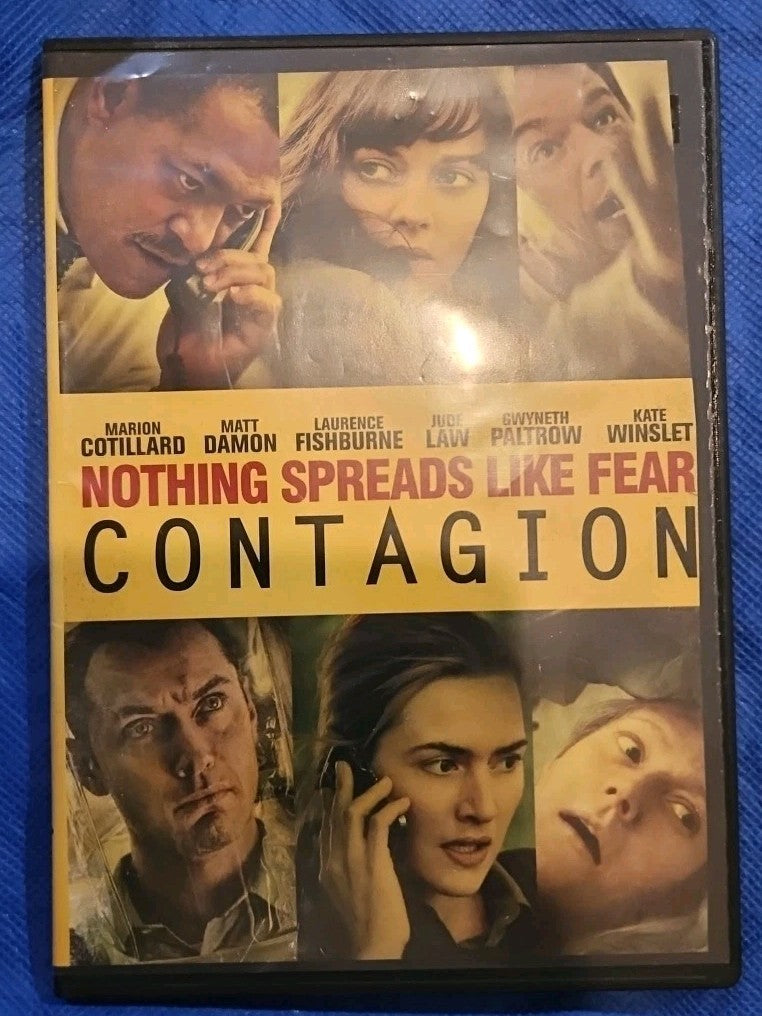 MARION MATT LAURENCE JUDE GWYNETH KATE
COTILLARD DAMON FISHBURNE LAW PALTROW WINSLET
NOTHING SPREADS LIKE FEAR
CONTAGION